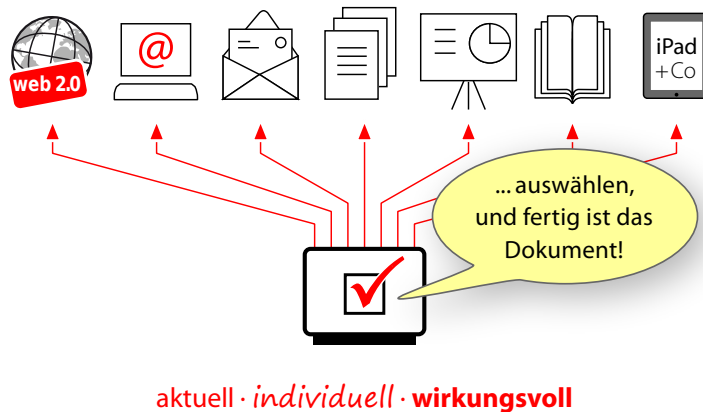 web 2.0
@
iPad
+Co
... auswählen,
und fertig ist das
Dokument!
aktuell · individuell · wirkungsvoll